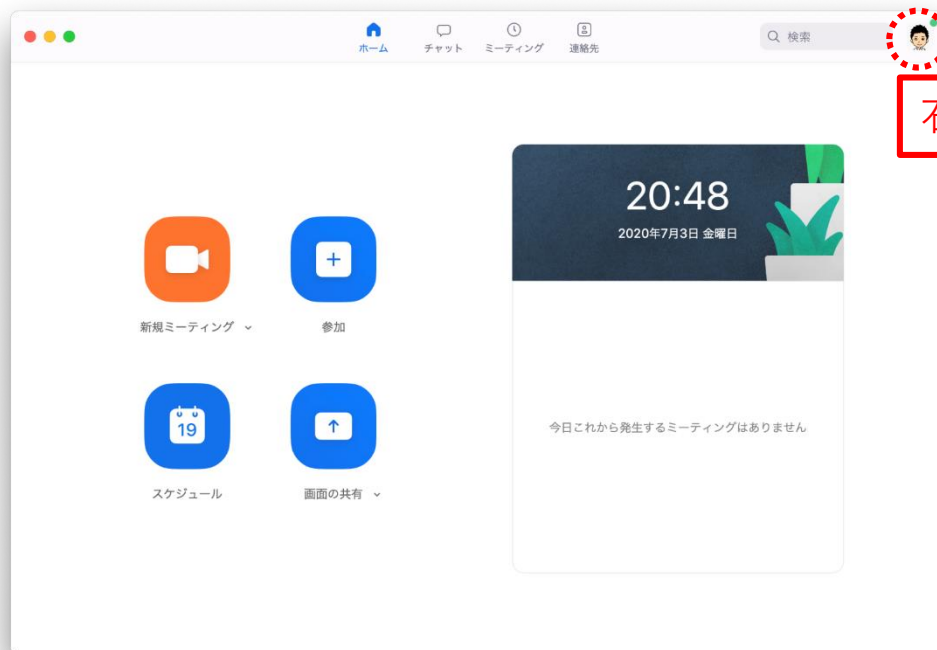 ホーム
チャット
ミーティング
連絡先
検索
20:48
2020年7月3日 金曜日
新規ミーティング
参加
19
スケジュール
画面の共有
今日これから発生するミーティングはありません